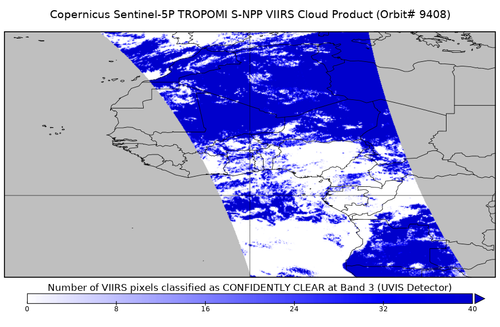 Copernicus Sentinel-5P TROPOMI S-NPP VIIRS Cloud Product (Orbit# 9408)
Number of VIIRS pixels classified as CONFIDENTLY CLEAR at Band 3 (UVIS Detector)
0 8 16 24 32 40